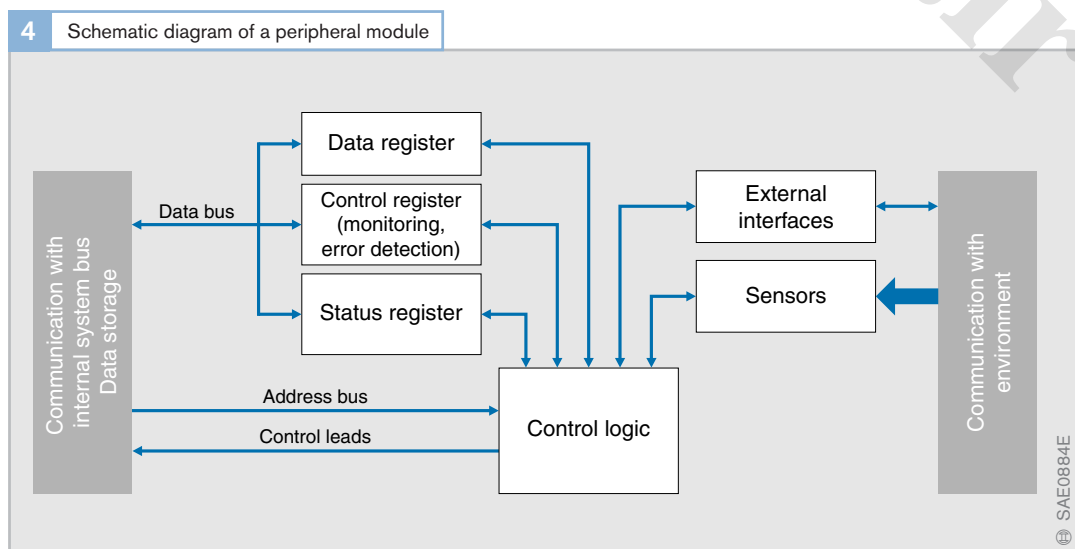 4
Schematic diagram of a peripheral module
Data register
Control register
(monitoring,
error detection)
Status register
Data bus
Communication with
internal system bus
Data storage
Address bus
Control leads
Control logic
External
interfaces
Sensors
Communication with
environment
SAE0884E